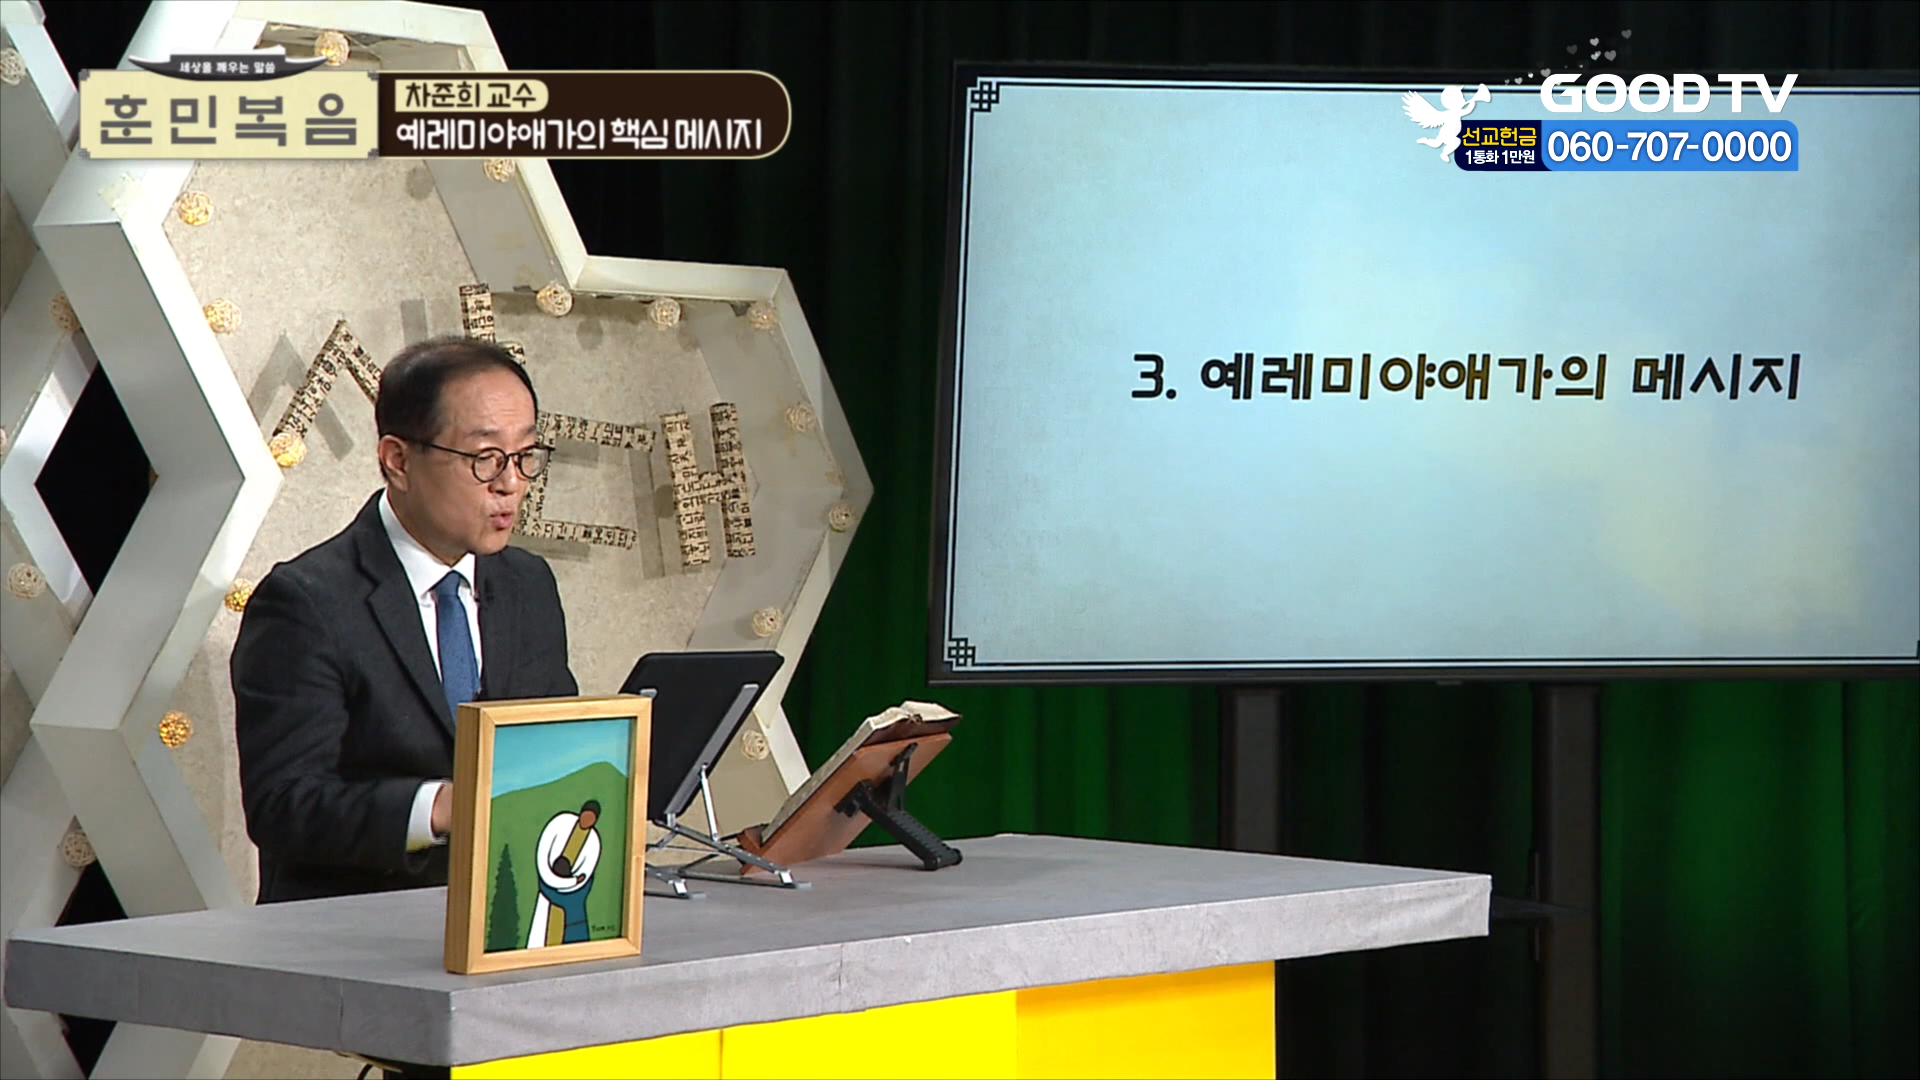 세상을 깨우는 말씀
훈민복음
차준희 교수
예레미야애가의 핵심 메시지
GOODTV
선교헌금
1통화 1만원
060-707-0000
3. 예레미야애가의 메시지